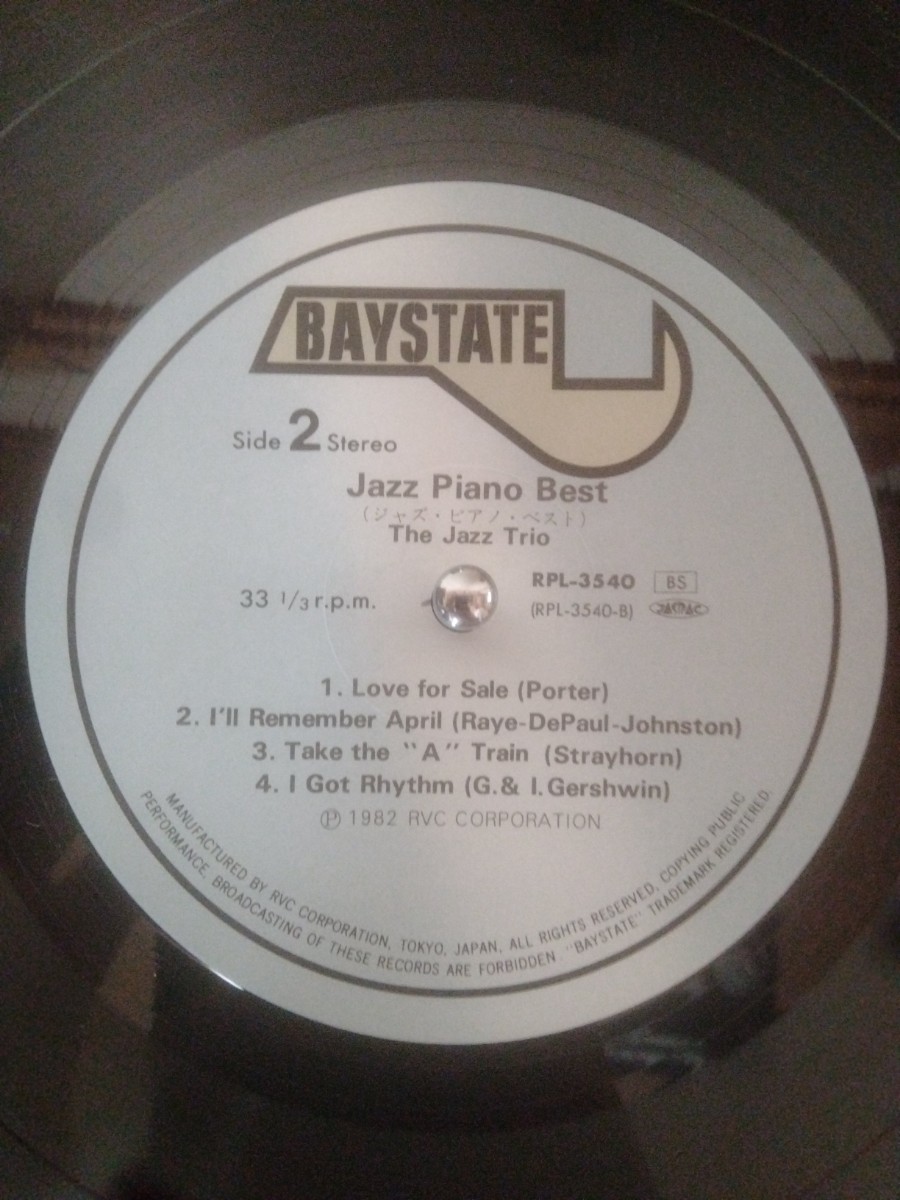 BAYSTATE
Side 2 Stereo
Jazz Piano Best
(ジャズ・ピアノ・ベスト)
The Jazz Trio
33 1/3 r.p.m.
RPL-3540 BS
(RPL-3540-B) JASRAC
1. Love for Sale (Porter)
2. I'll Remember April (Raye-DePaul-Johnston)
3. Take the "A" Train (Strayhorn)
4. I Got Rhythm (G.& I.Gershwin)
Ⓟ 1982 RVC CORPORATION
MANUFACTURED BY RVC CORPORATION, TOKYO, JAPAN. ALL RIGHTS RESERVED. COPYING PUBLIC
PERFORMANCE, BROADCASTING OF THESE RECORDS ARE FORBIDDEN. "BAYSTATE" TRADEMARK REGISTERED.